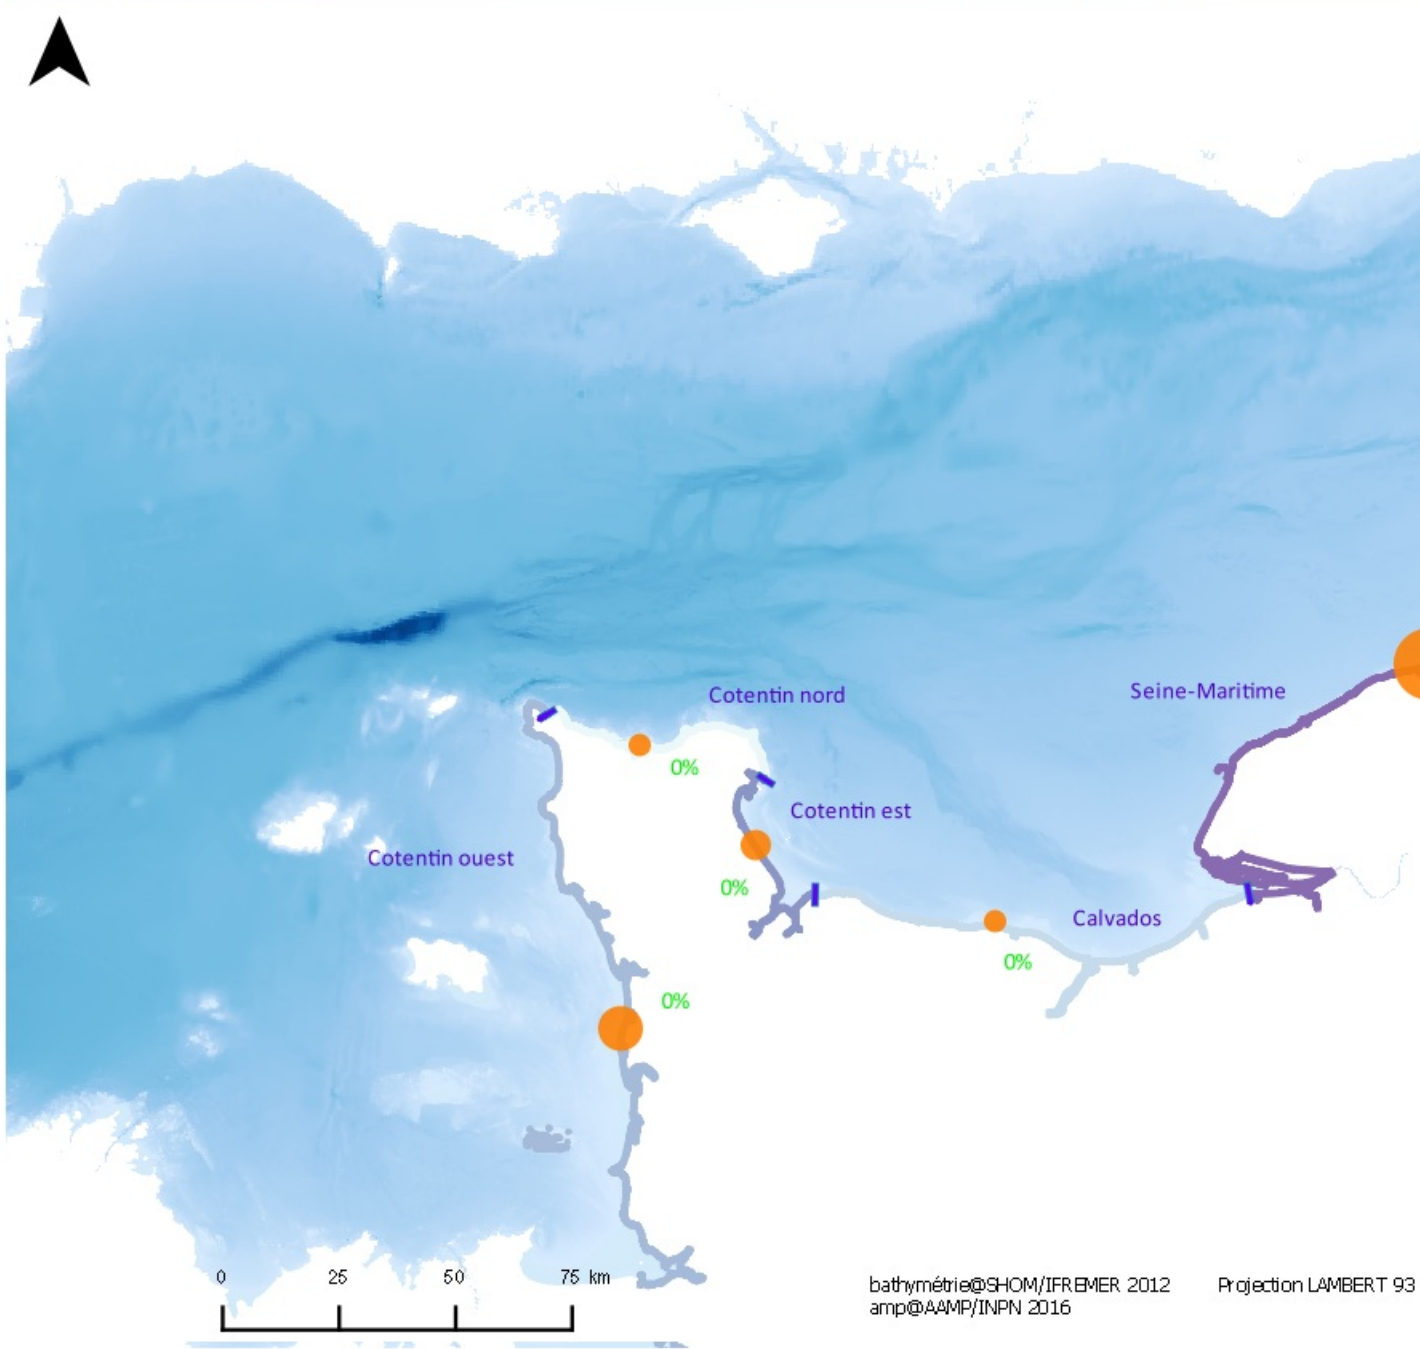 Cotentin nord
Seine-Maritime
0%
Cotentin est
Cotentin ouest
0%
Calvados
0%
0%
0 25 50 75 km
bathymétrie@SHOM/IFREMER 2012 Projection LAMBERT 93
amp@AAMP/INPN 2016